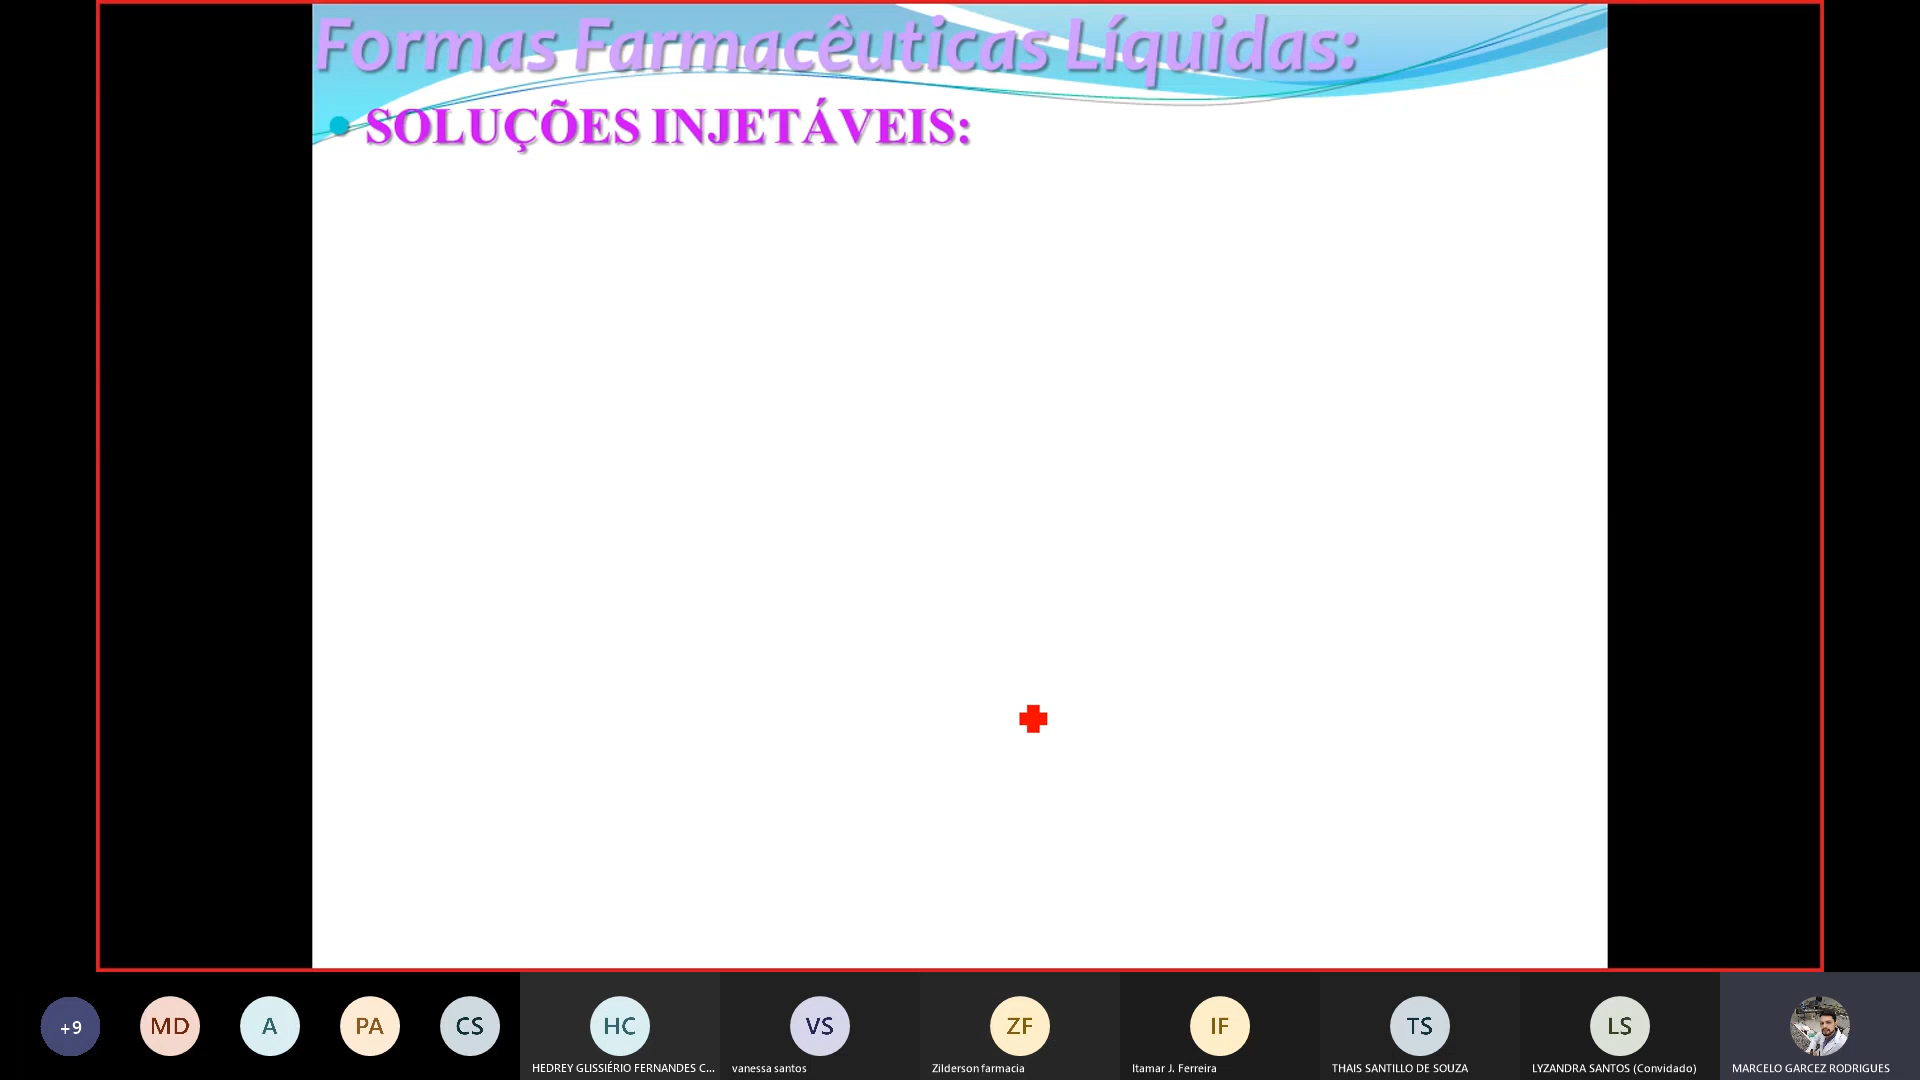 Formas Farmacêuticas Líquidas:
SOLUÇÕES INJETÁVEIS:
+9
MD
A
PA
CS
HC
VS
ZF
IF
TS
LS
HEDREY GLISSIÉRIO FERNANDES C...
vanessa santos
Zilderson farmacia
Itamar J. Ferreira
THAIS SANTILLO DE SOUZA
LYZANDRA SANTOS (Convidado)
MARCELO GARCEZ RODRIGUES